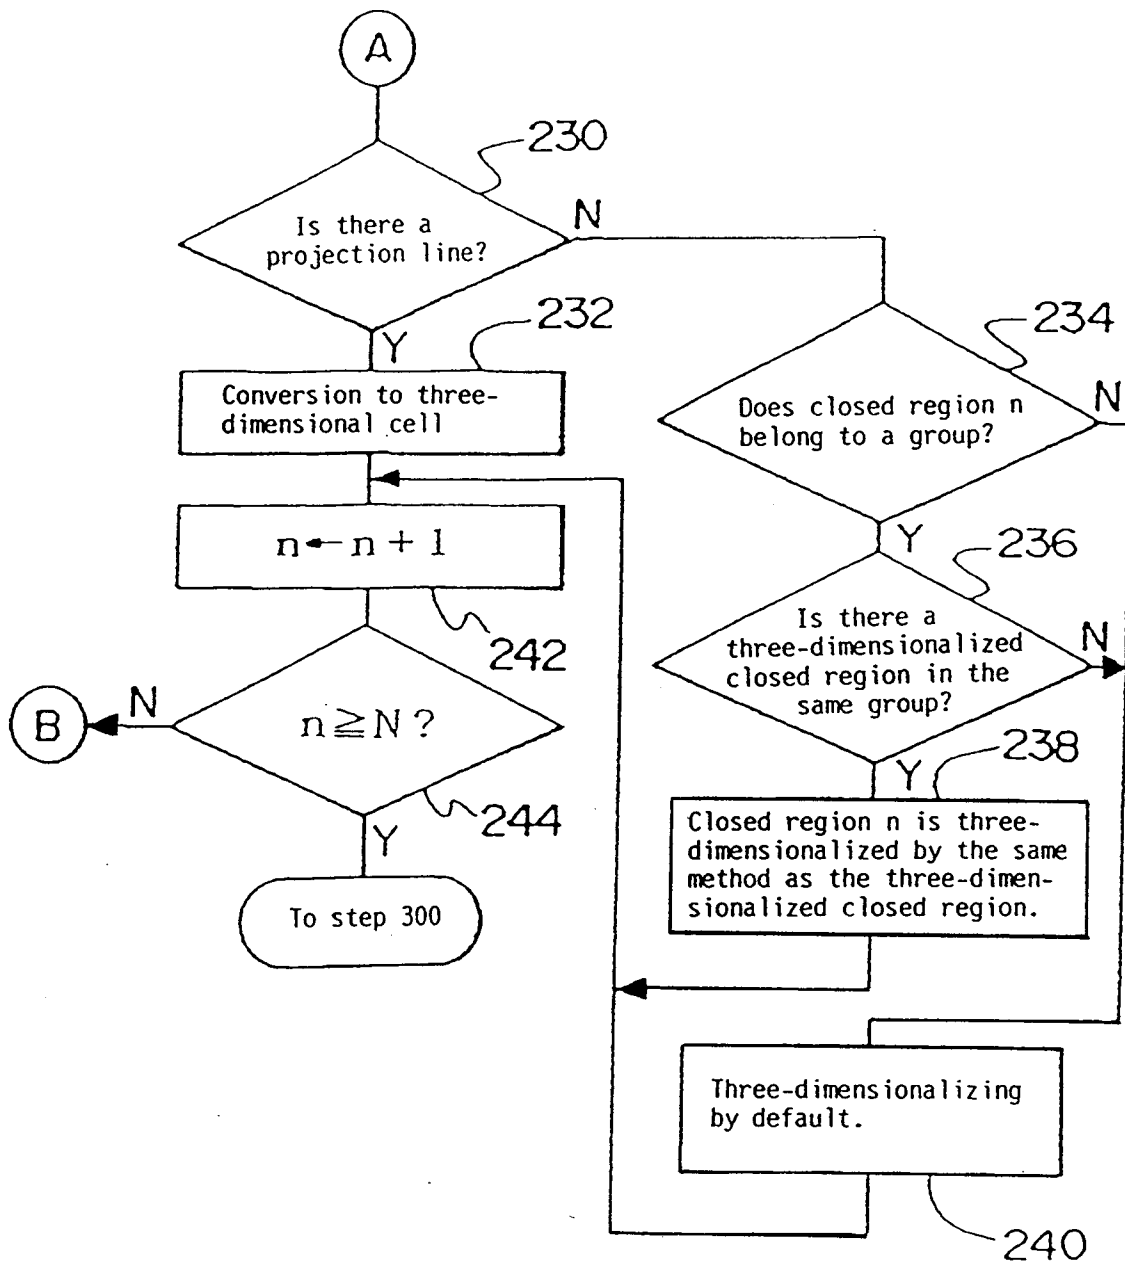 A
230
Is there a
projection line?
N
232
Y
Conversion to three-
dimensional cell
234
Does closed region n
belong to a group?
N
Y
n←n + 1
242
236
Is there a
three-dimensionalized
closed region in the
same group?
N
B
N
n ≧ N ?
244
Y
To step 300
238
Y
Closed region n is three-
dimensionalized by the same
method as the three-dimen-
sionalized closed region.
Three-dimensionalizing
by default.
240